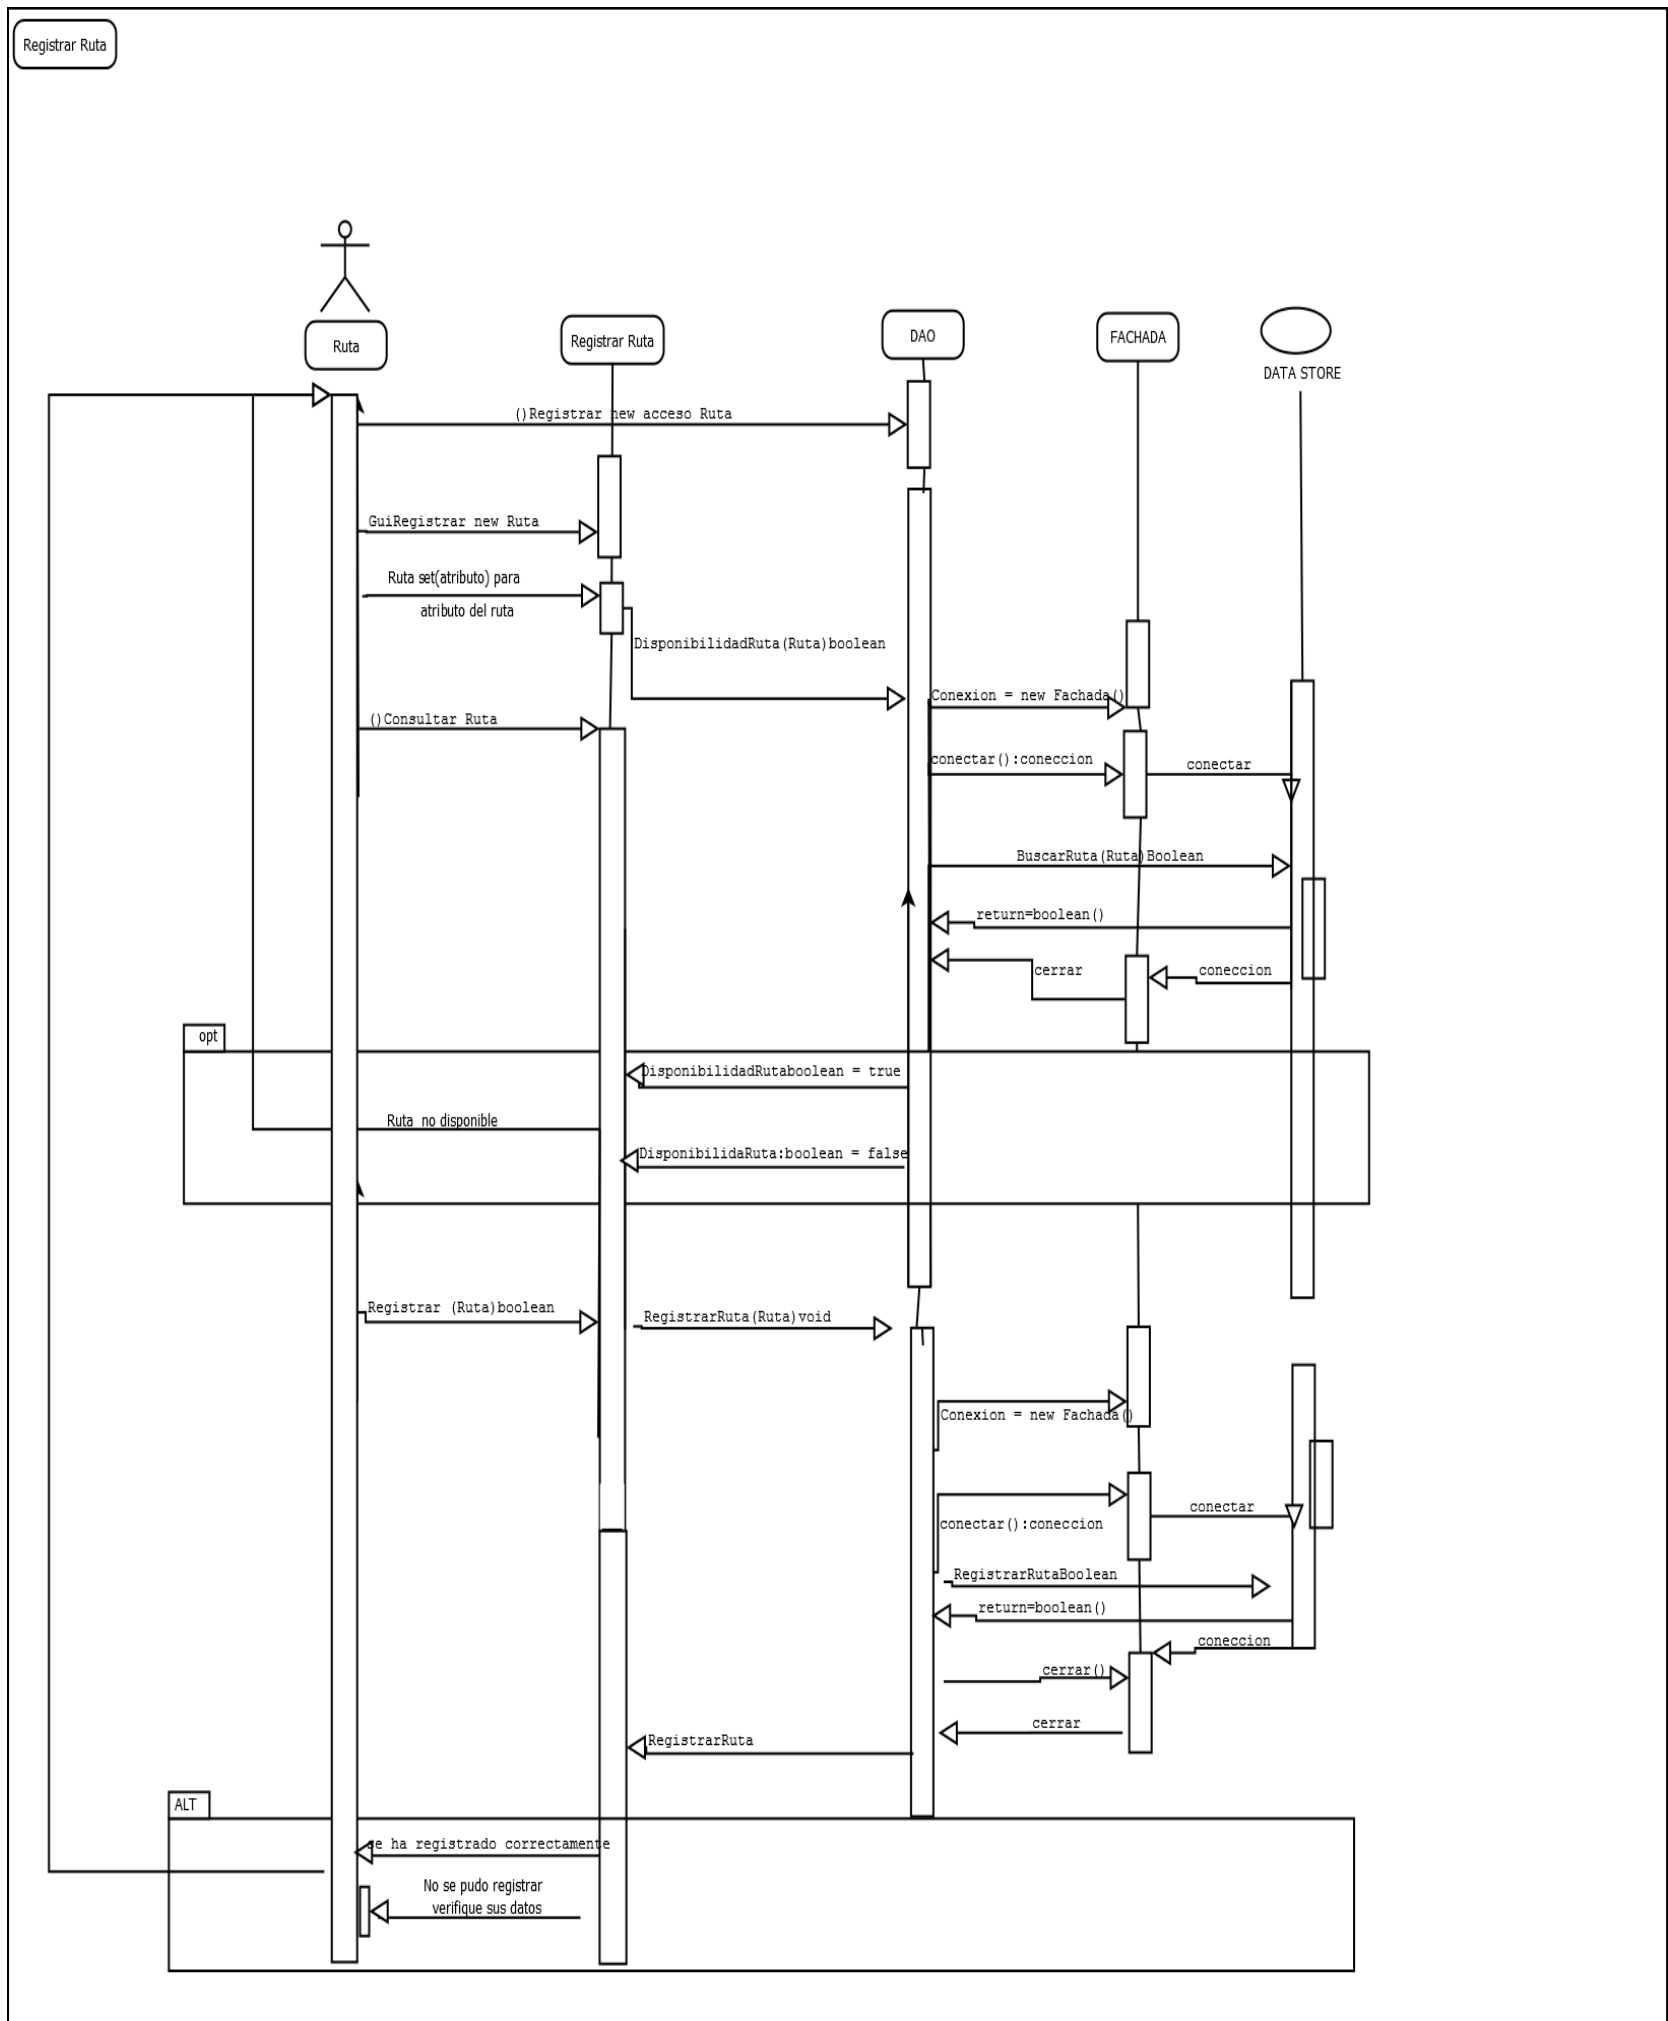 Registrar Ruta
Ruta
Registrar Ruta
DAO
FACHADA
DATA STORE
()Registrar new acceso Ruta
GuiRegistrar new Ruta
Ruta set(atributo) para
atributo del ruta
DisponibilidadRuta(Ruta)boolean
Conexion = new Fachada()
()Consultar Ruta
conectar():coneccion
conectar
BuscarRuta(Ruta)Boolean
return=boolean()
cerrar
coneccion
opt
DisponibilidadRutaboolean = true
Ruta no disponible
DisponibilidaRuta:boolean = false
Registrar (Ruta)boolean
RegistrarRuta(Ruta)void
Conexion = new Fachada()
conectar
conectar():coneccion
RegistrarRutaBoolean
return=boolean()
coneccion
cerrar()
cerrar
RegistrarRuta
ALT
se ha registrado correctamente
No se pudo registrar
verifique sus datos